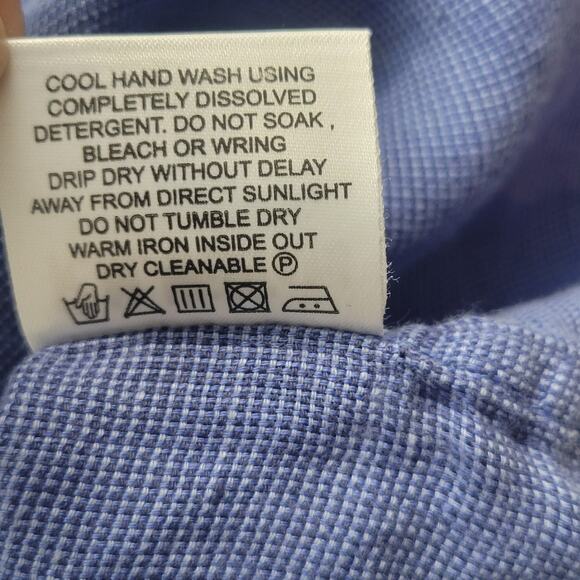 COOL HAND WASH USING
COMPLETELY DISSOLVED
DETERGENT. DO NOT SOAK ,
BLEACH OR WRING
DRIP DRY WITHOUT DELAY
AWAY FROM DIRECT SUNLIGHT
DO NOT TUMBLE DRY
WARM IRON INSIDE OUT
DRY CLEANABLE Ⓟ